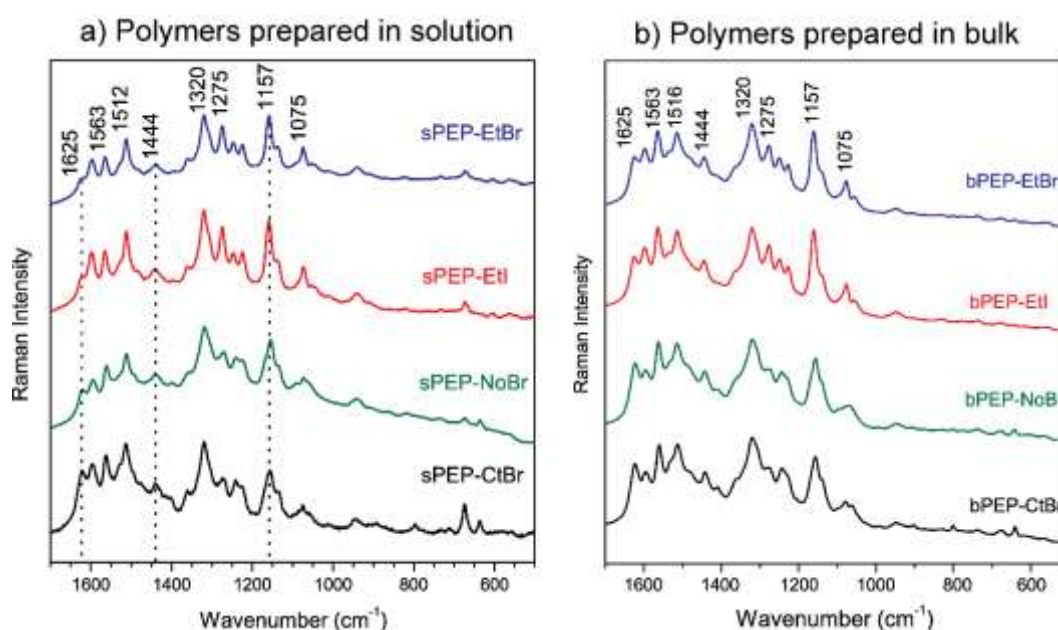 a) Polymers prepared in solution
1625
1563
1512
1444
1320
1275
1157
1075
sPEP-EtBr
sPEP-EtI
sPEP-NoBr
sPEP-CtBr
Raman Intensity
1600 1400 1200 1000 800 600
Wavenumber (cm⁻¹)
b) Polymers prepared in bulk
1625
1563
1516
1444
1320
1275
1157
1075
bPEP-EtBr
bPEP-EtI
bPEP-NoB
bPEP-CtB
Raman Intensity
1600 1400 1200 1000 800 600
Wavenumber (cm⁻¹)